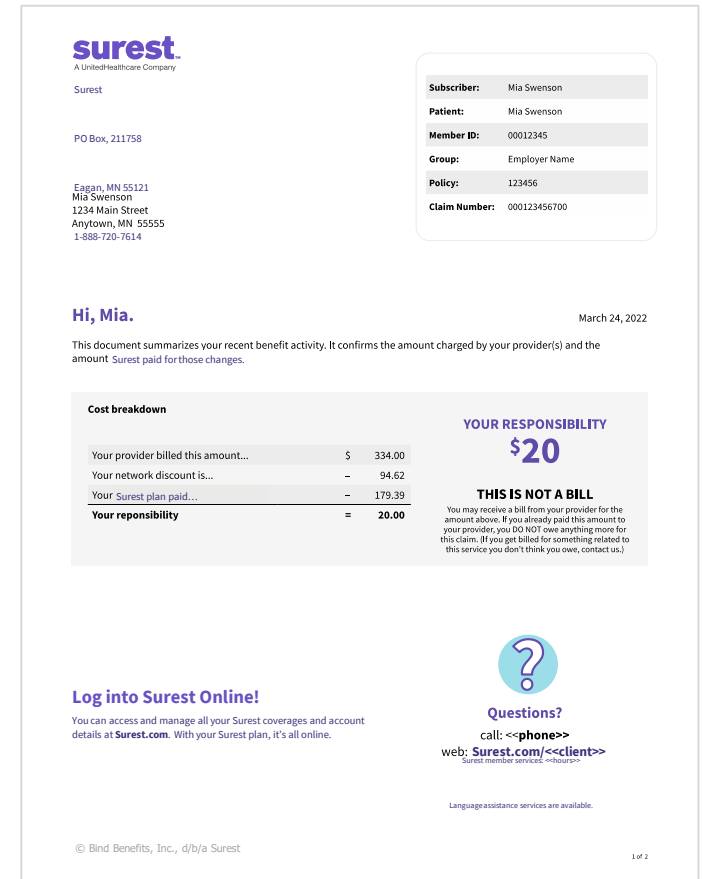 surest™
A UnitedHealthcare Company
Surest
PO Box, 211758
Eagan, MN 55121
Mia Swenson
1234 Main Street
Anytown, MN 55555
1-888-720-7614
Subscriber: Mia Swenson
Patient: Mia Swenson
Member ID: 00012345
Group: Employer Name
Policy: 123456
Claim Number: 000123456700
Hi, Mia.
March 24, 2022
This document summarizes your recent benefit activity. It confirms the amount charged by your provider(s) and the
amount Surest paid for those changes.
Cost breakdown
Your provider billed this amount... $ 334.00
Your network discount is... – 94.62
Your Surest plan paid... – 179.39
Your reponsibility = 20.00
YOUR RESPONSIBILITY
$20
THIS IS NOT A BILL
You may receive a bill from your provider for the
amount above. If you already paid this amount to
your provider, you DO NOT owe anything more for
this claim. (If you get billed for something related to
this service you don't think you owe, contact us.)
Log into Surest Online!
You can access and manage all your Surest coverages and account
details at Surest.com. With your Surest plan, it's all online.
?
Questions?
call: <<phone>>
web: Surest.com/<<client>>
Surest member services: <<hours>>
Language assistance services are available.
© Bind Benefits, Inc., d/b/a Surest
1 of 2